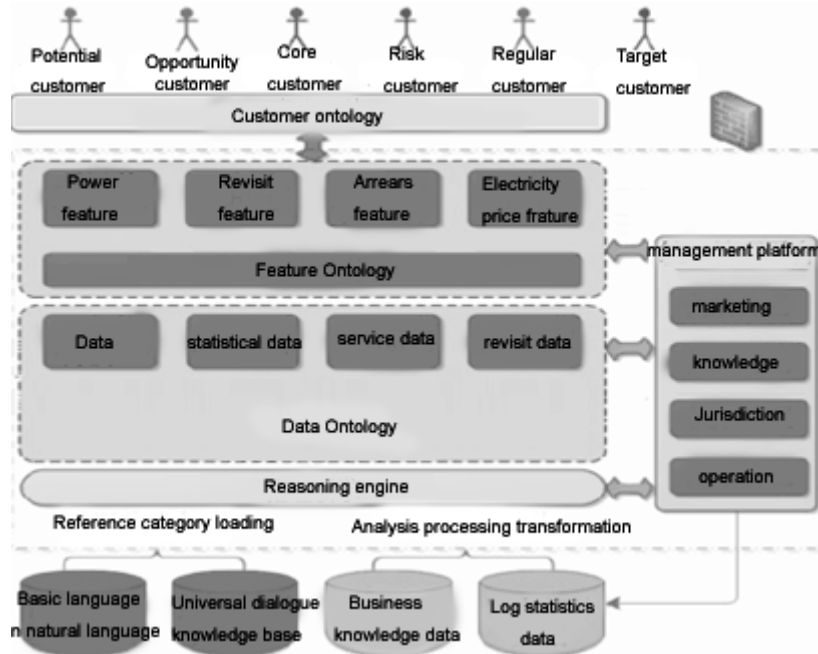 Potential customer
Opportunity customer
Core customer
Risk customer
Regular customer
Target customer
Customer ontology
Power feature
Revisit feature
Arrears feature
Electricity price frature
Feature Ontology
management platform
marketing
knowledge
Jurisdiction
operation
Data
statistical data
service data
revisit data
Data Ontology
Reasoning engine
Reference category loading
Analysis processing transformation
Basic language
n natural language
Universal dialogue
knowledge base
Business
knowledge data
Log statistics
data